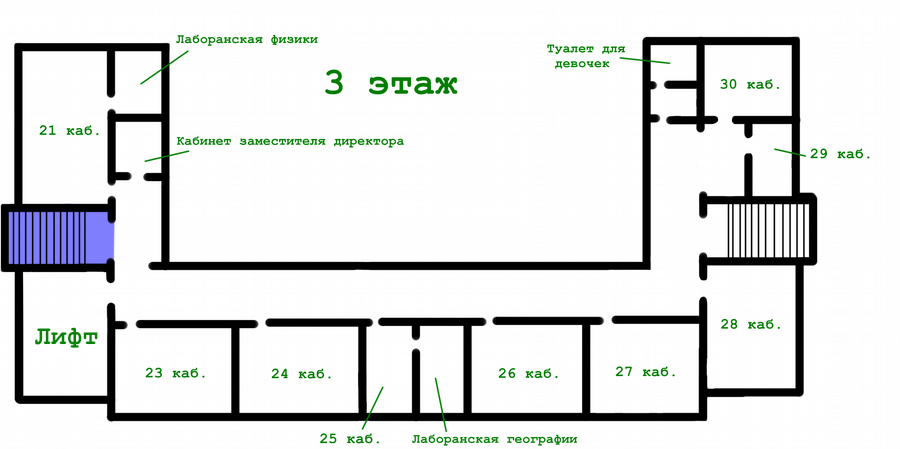 Лаборанская физики
Туалет для
девочек
3 этаж
30 каб.
21 каб.
Кабинет заместителя директора
29 каб.
Лифт
28 каб.
23 каб.
24 каб.
26 каб.
27 каб.
25 каб.
Лаборанская географии